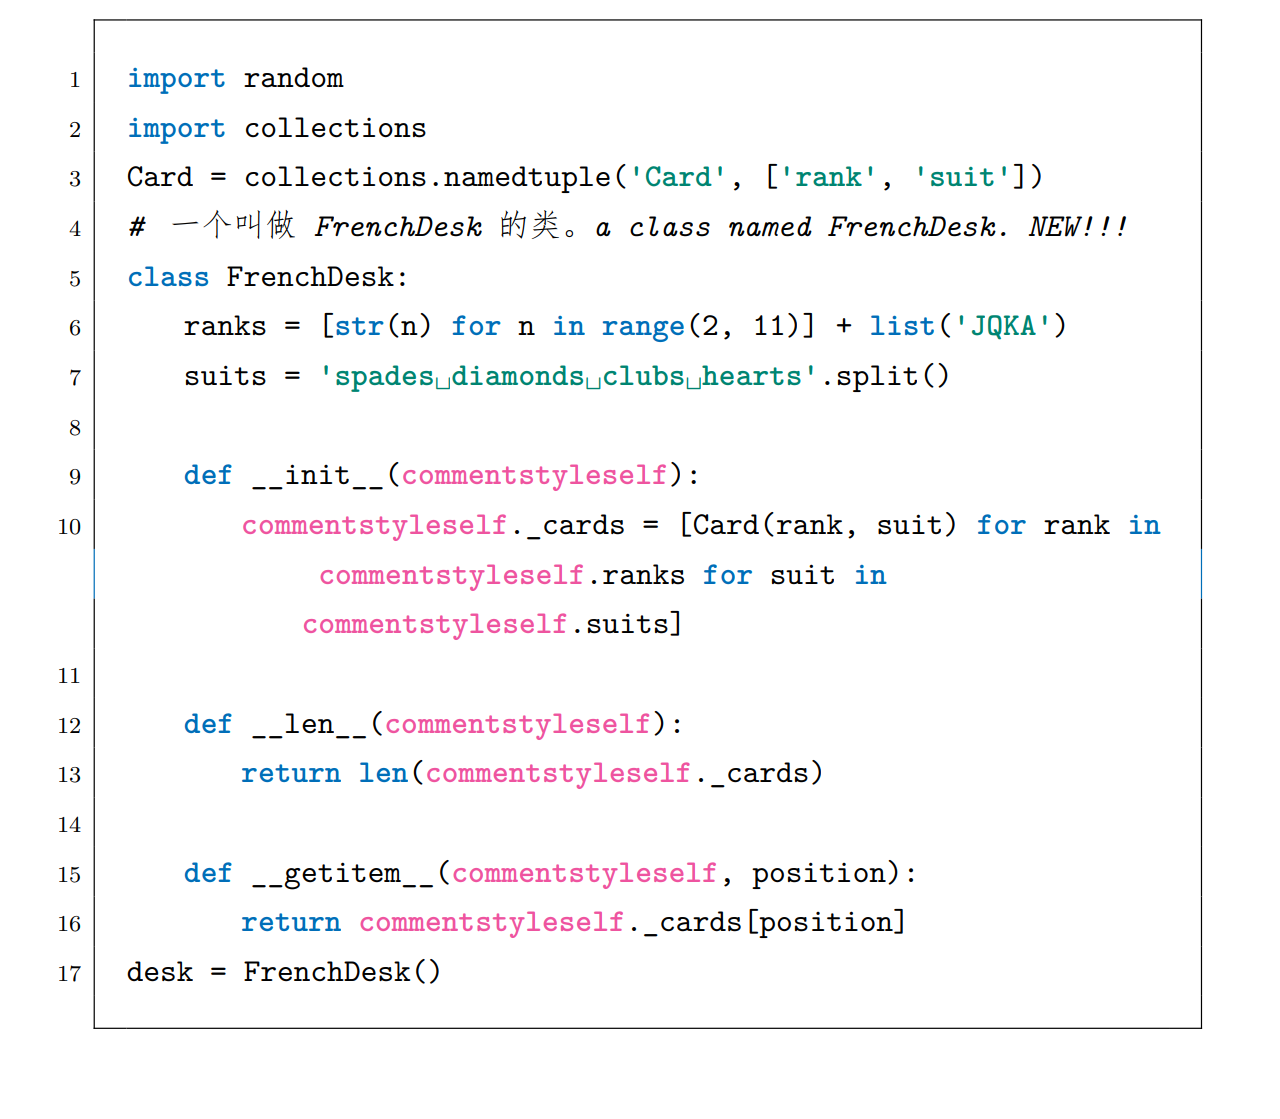 1 import random
2 import collections
3 Card = collections.namedtuple('Card', ['rank', 'suit'])
4 # 一个叫做 FrenchDesk 的类。a class named FrenchDesk. NEW!!!
5 class FrenchDesk:
6 ranks = [str(n) for n in range(2, 11)] + list('JQKA')
7 suits = 'spades␣diamonds␣clubs␣hearts'.split()
8
9 def __init__(commentstyleself):
10 commentstyleself._cards = [Card(rank, suit) for rank in
commentstyleself.ranks for suit in
commentstyleself.suits]
11
12 def __len__(commentstyleself):
13 return len(commentstyleself._cards)
14
15 def __getitem__(commentstyleself, position):
16 return commentstyleself._cards[position]
17 desk = FrenchDesk()